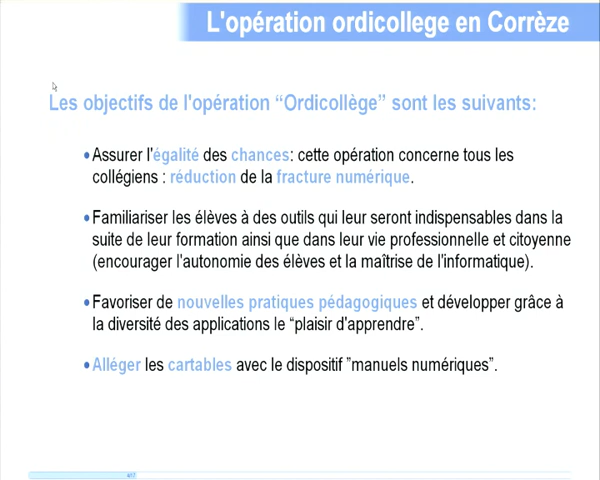 L'opération ordicollege en Corrèze
Les objectifs de l'opération “Ordicollège” sont les suivants:
•Assurer l'égalité des chances: cette opération concerne tous les
collégiens : réduction de la fracture numérique.
•Familiariser les élèves à des outils qui leur seront indispensables dans la
suite de leur formation ainsi que dans leur vie professionnelle et citoyenne
(encourager l'autonomie des élèves et la maîtrise de l'informatique).
•Favoriser de nouvelles pratiques pédagogiques et développer grâce à
la diversité des applications le “plaisir d'apprendre”.
•Alléger les cartables avec le dispositif ”manuels numériques”.